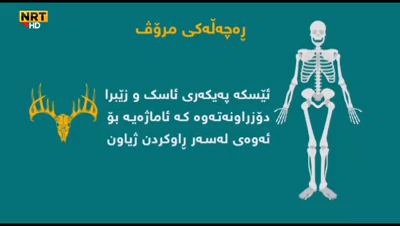 NRT
HD
ڕەچەڵەکی مرۆڤ
ئێسکە پەیکەری ئاسک و زێبرا
دۆزراونەتەوە کە ئاماژەیە بۆ
ئەوەی لەسەر ڕاوکردن ژیاون